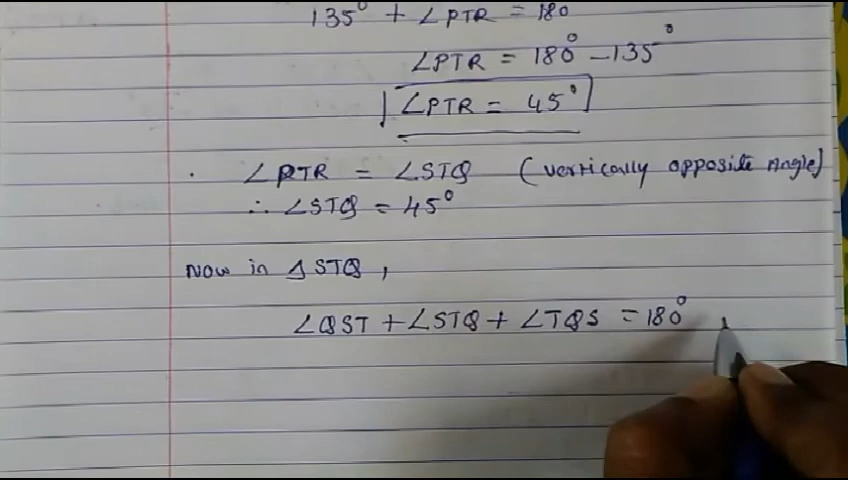 135° + ∠PTR = 180
∠PTR = 180° - 135°
∠PTR = 45°
. ∠PTR = ∠STQ (vertically opposite Angle)
∴ ∠STQ = 45°
Now in ΔSTQ,
∠QST + ∠STQ + ∠TQS = 180°